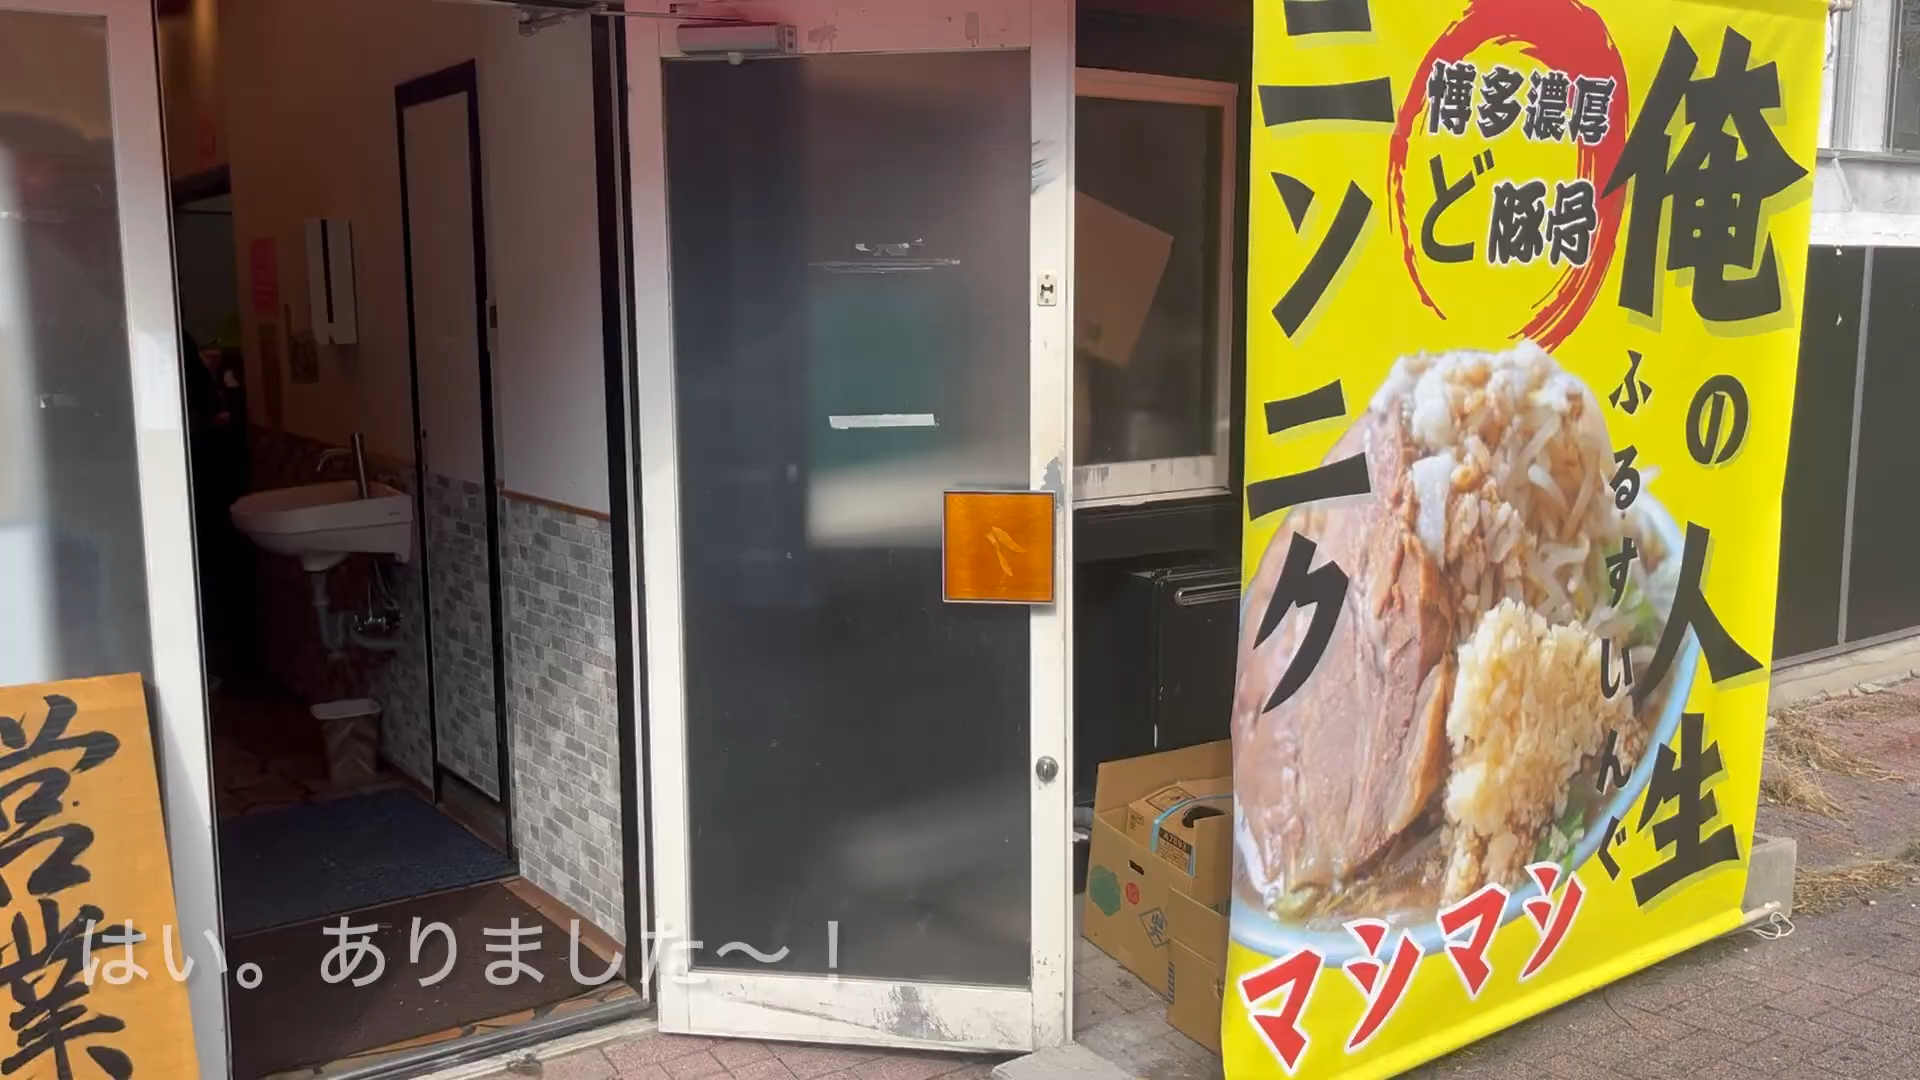 俺の人生
ふるすいんぐ
博多濃厚
ど豚骨
ニンニク
マシマシ
営業
はい。ありました〜！